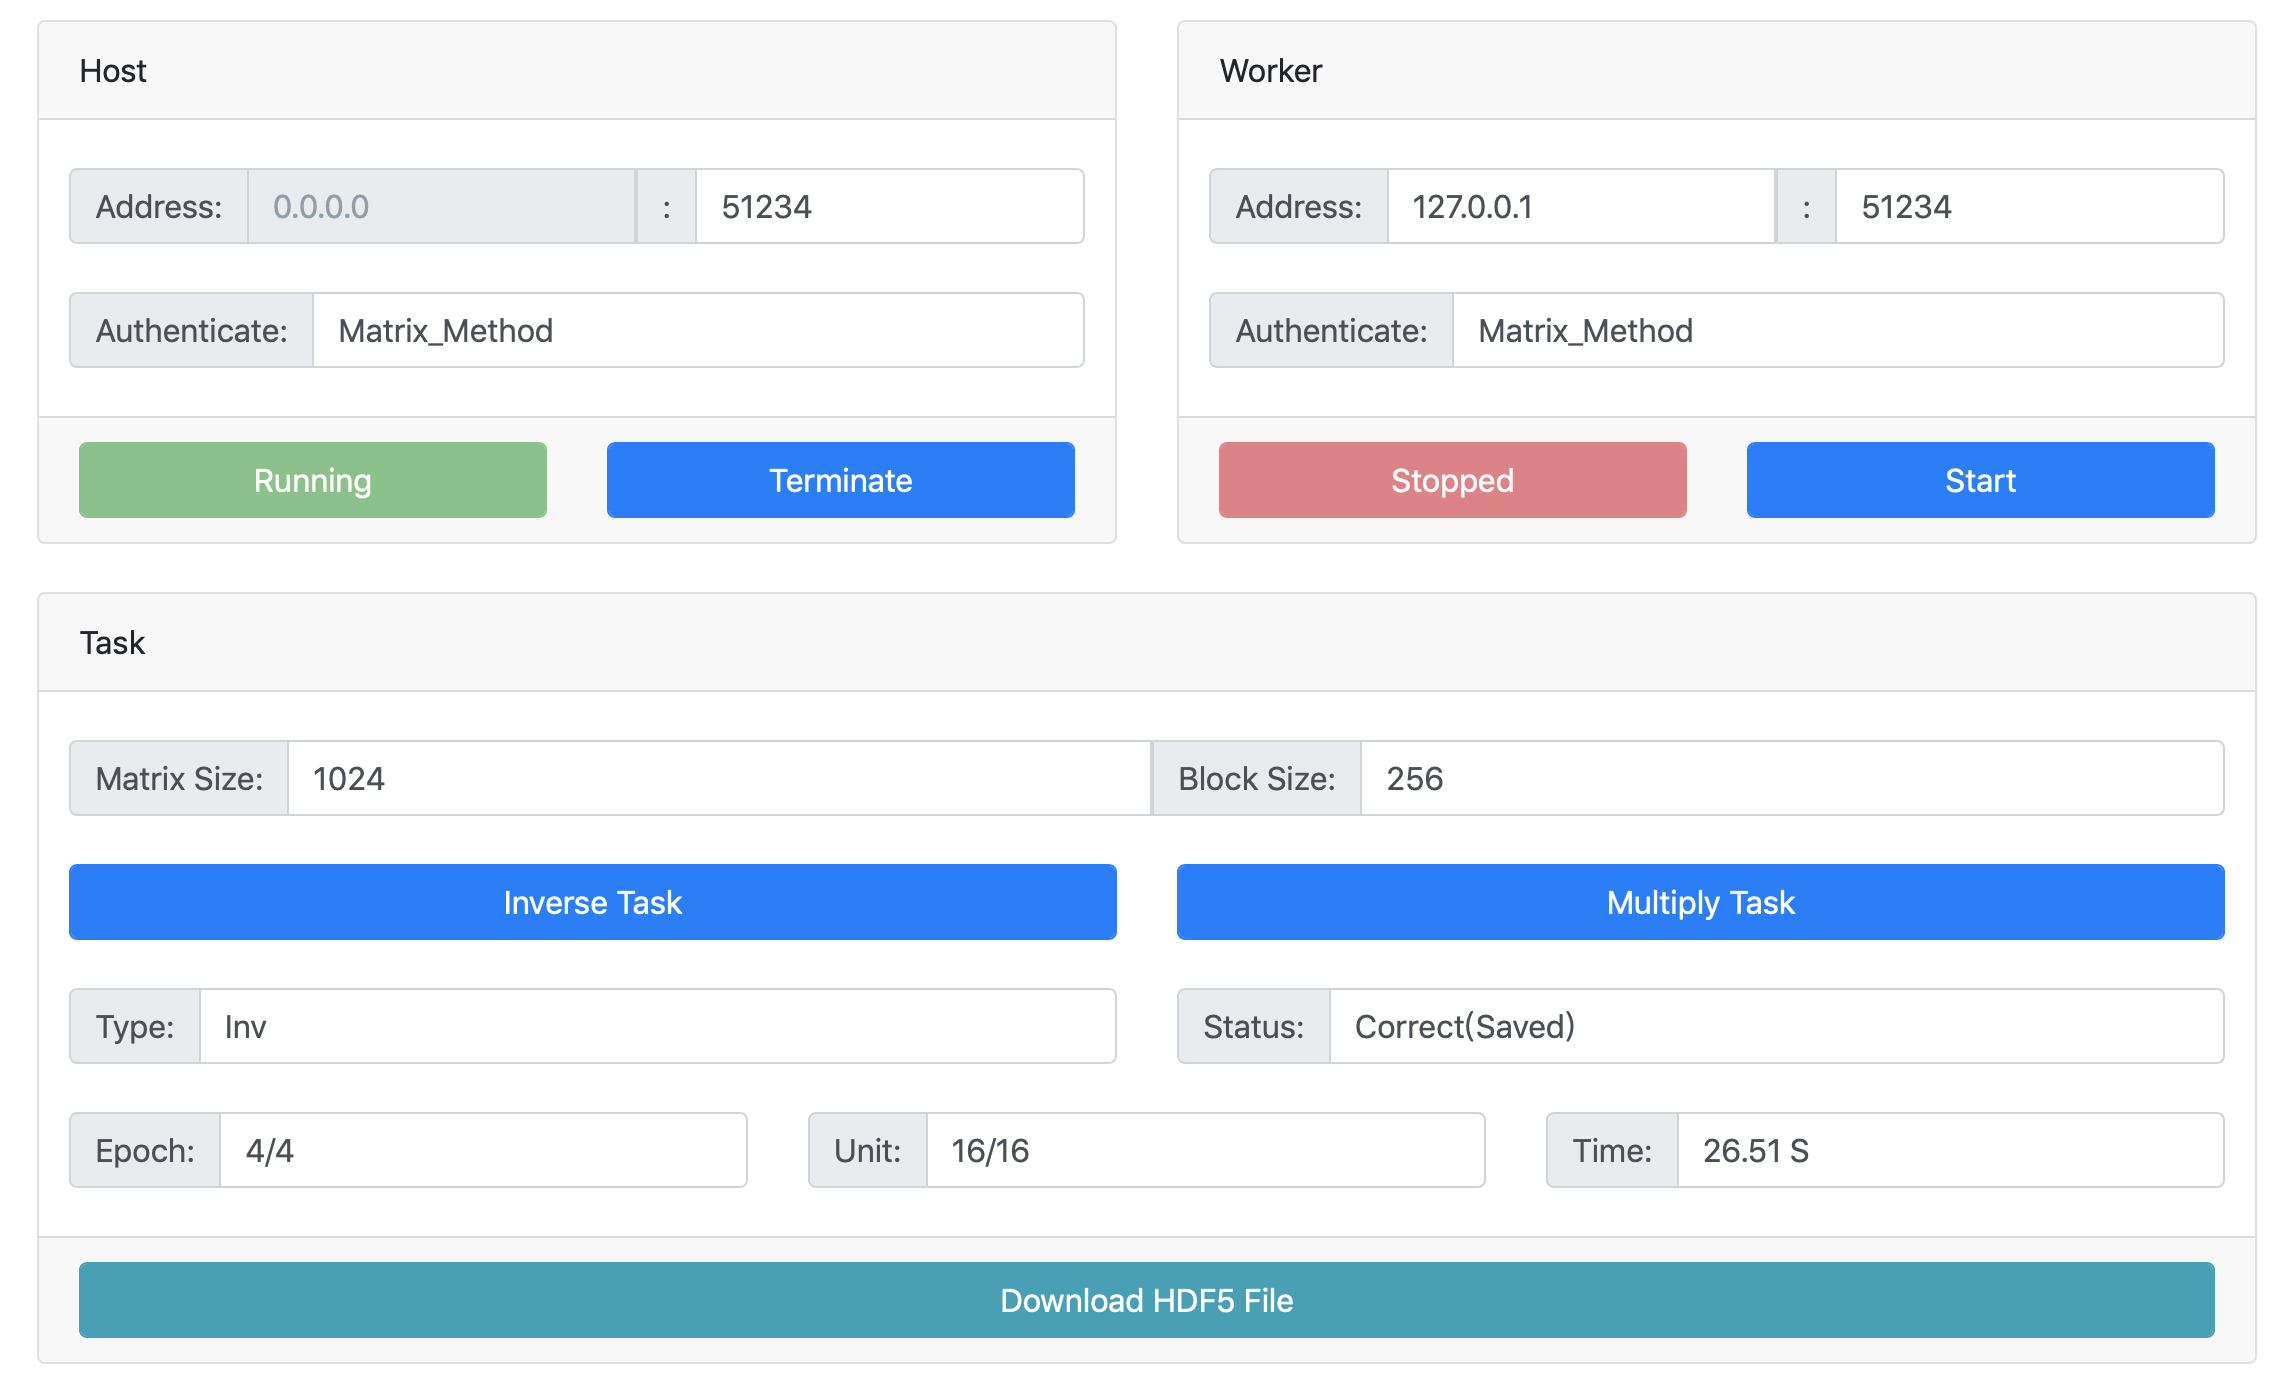 Host
Address: 0.0.0.0 : 51234
Authenticate: Matrix_Method
Running Terminate
Worker
Address: 127.0.0.1 : 51234
Authenticate: Matrix_Method
Stopped Start
Task
Matrix Size: 1024 Block Size: 256
Inverse Task Multiply Task
Type: Inv Status: Correct(Saved)
Epoch: 4/4 Unit: 16/16 Time: 26.51 S
Download HDF5 File